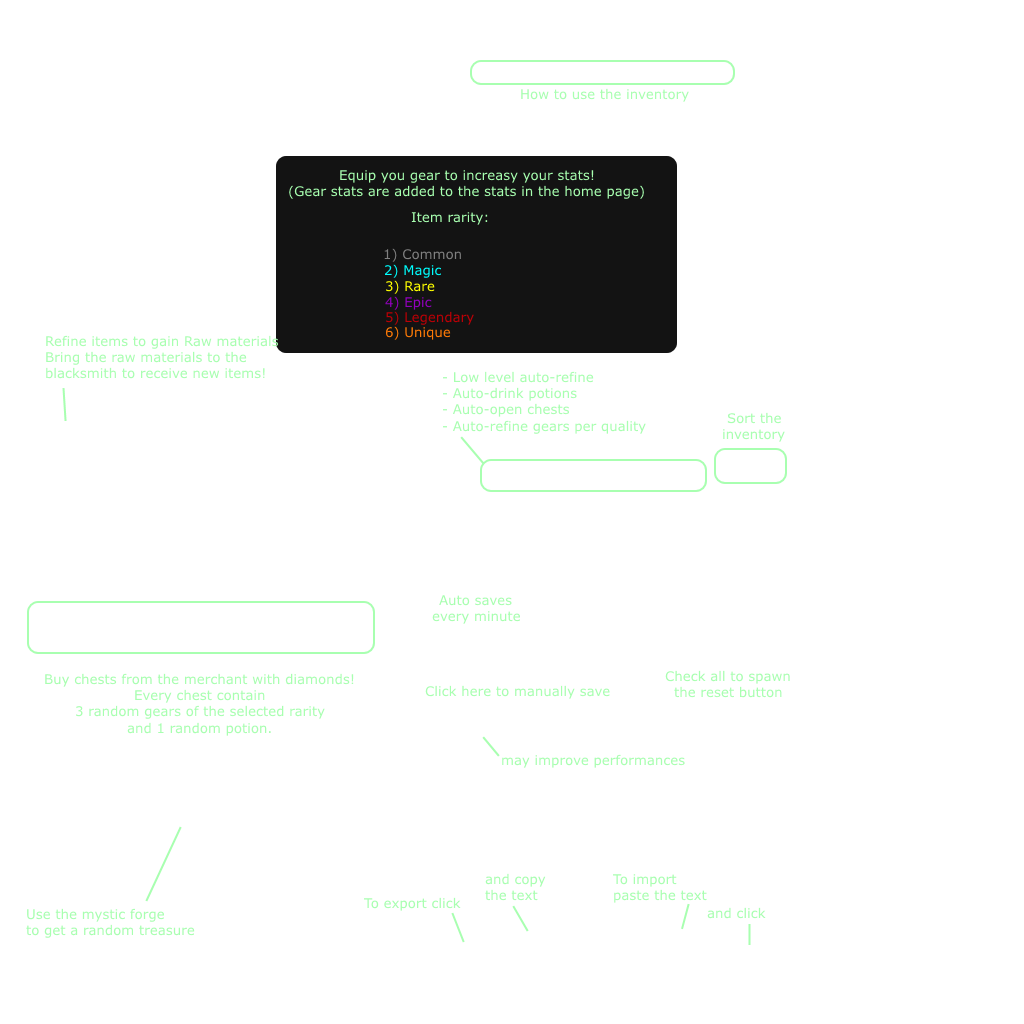 How to use the inventory
Equip you gear to increasy your stats!
(Gear stats are added to the stats in the home page)
Item rarity:
1) Common
2) Magic
3) Rare
4) Epic
5) Legendary
6) Unique
Refine items to gain Raw materials
Bring the raw materials to the
blacksmith to receive new items!
- Low level auto-refine
- Auto-drink potions
- Auto-open chests
- Auto-refine gears per quality
Sort the
inventory
Auto saves
every minute
Buy chests from the merchant with diamonds!
Every chest contain
3 random gears of the selected rarity
and 1 random potion.
Click here to manually save
Check all to spawn
the reset button
may improve performances
Use the mystic forge
to get a random treasure
To export click
and copy
the text
To import
paste the text
and click